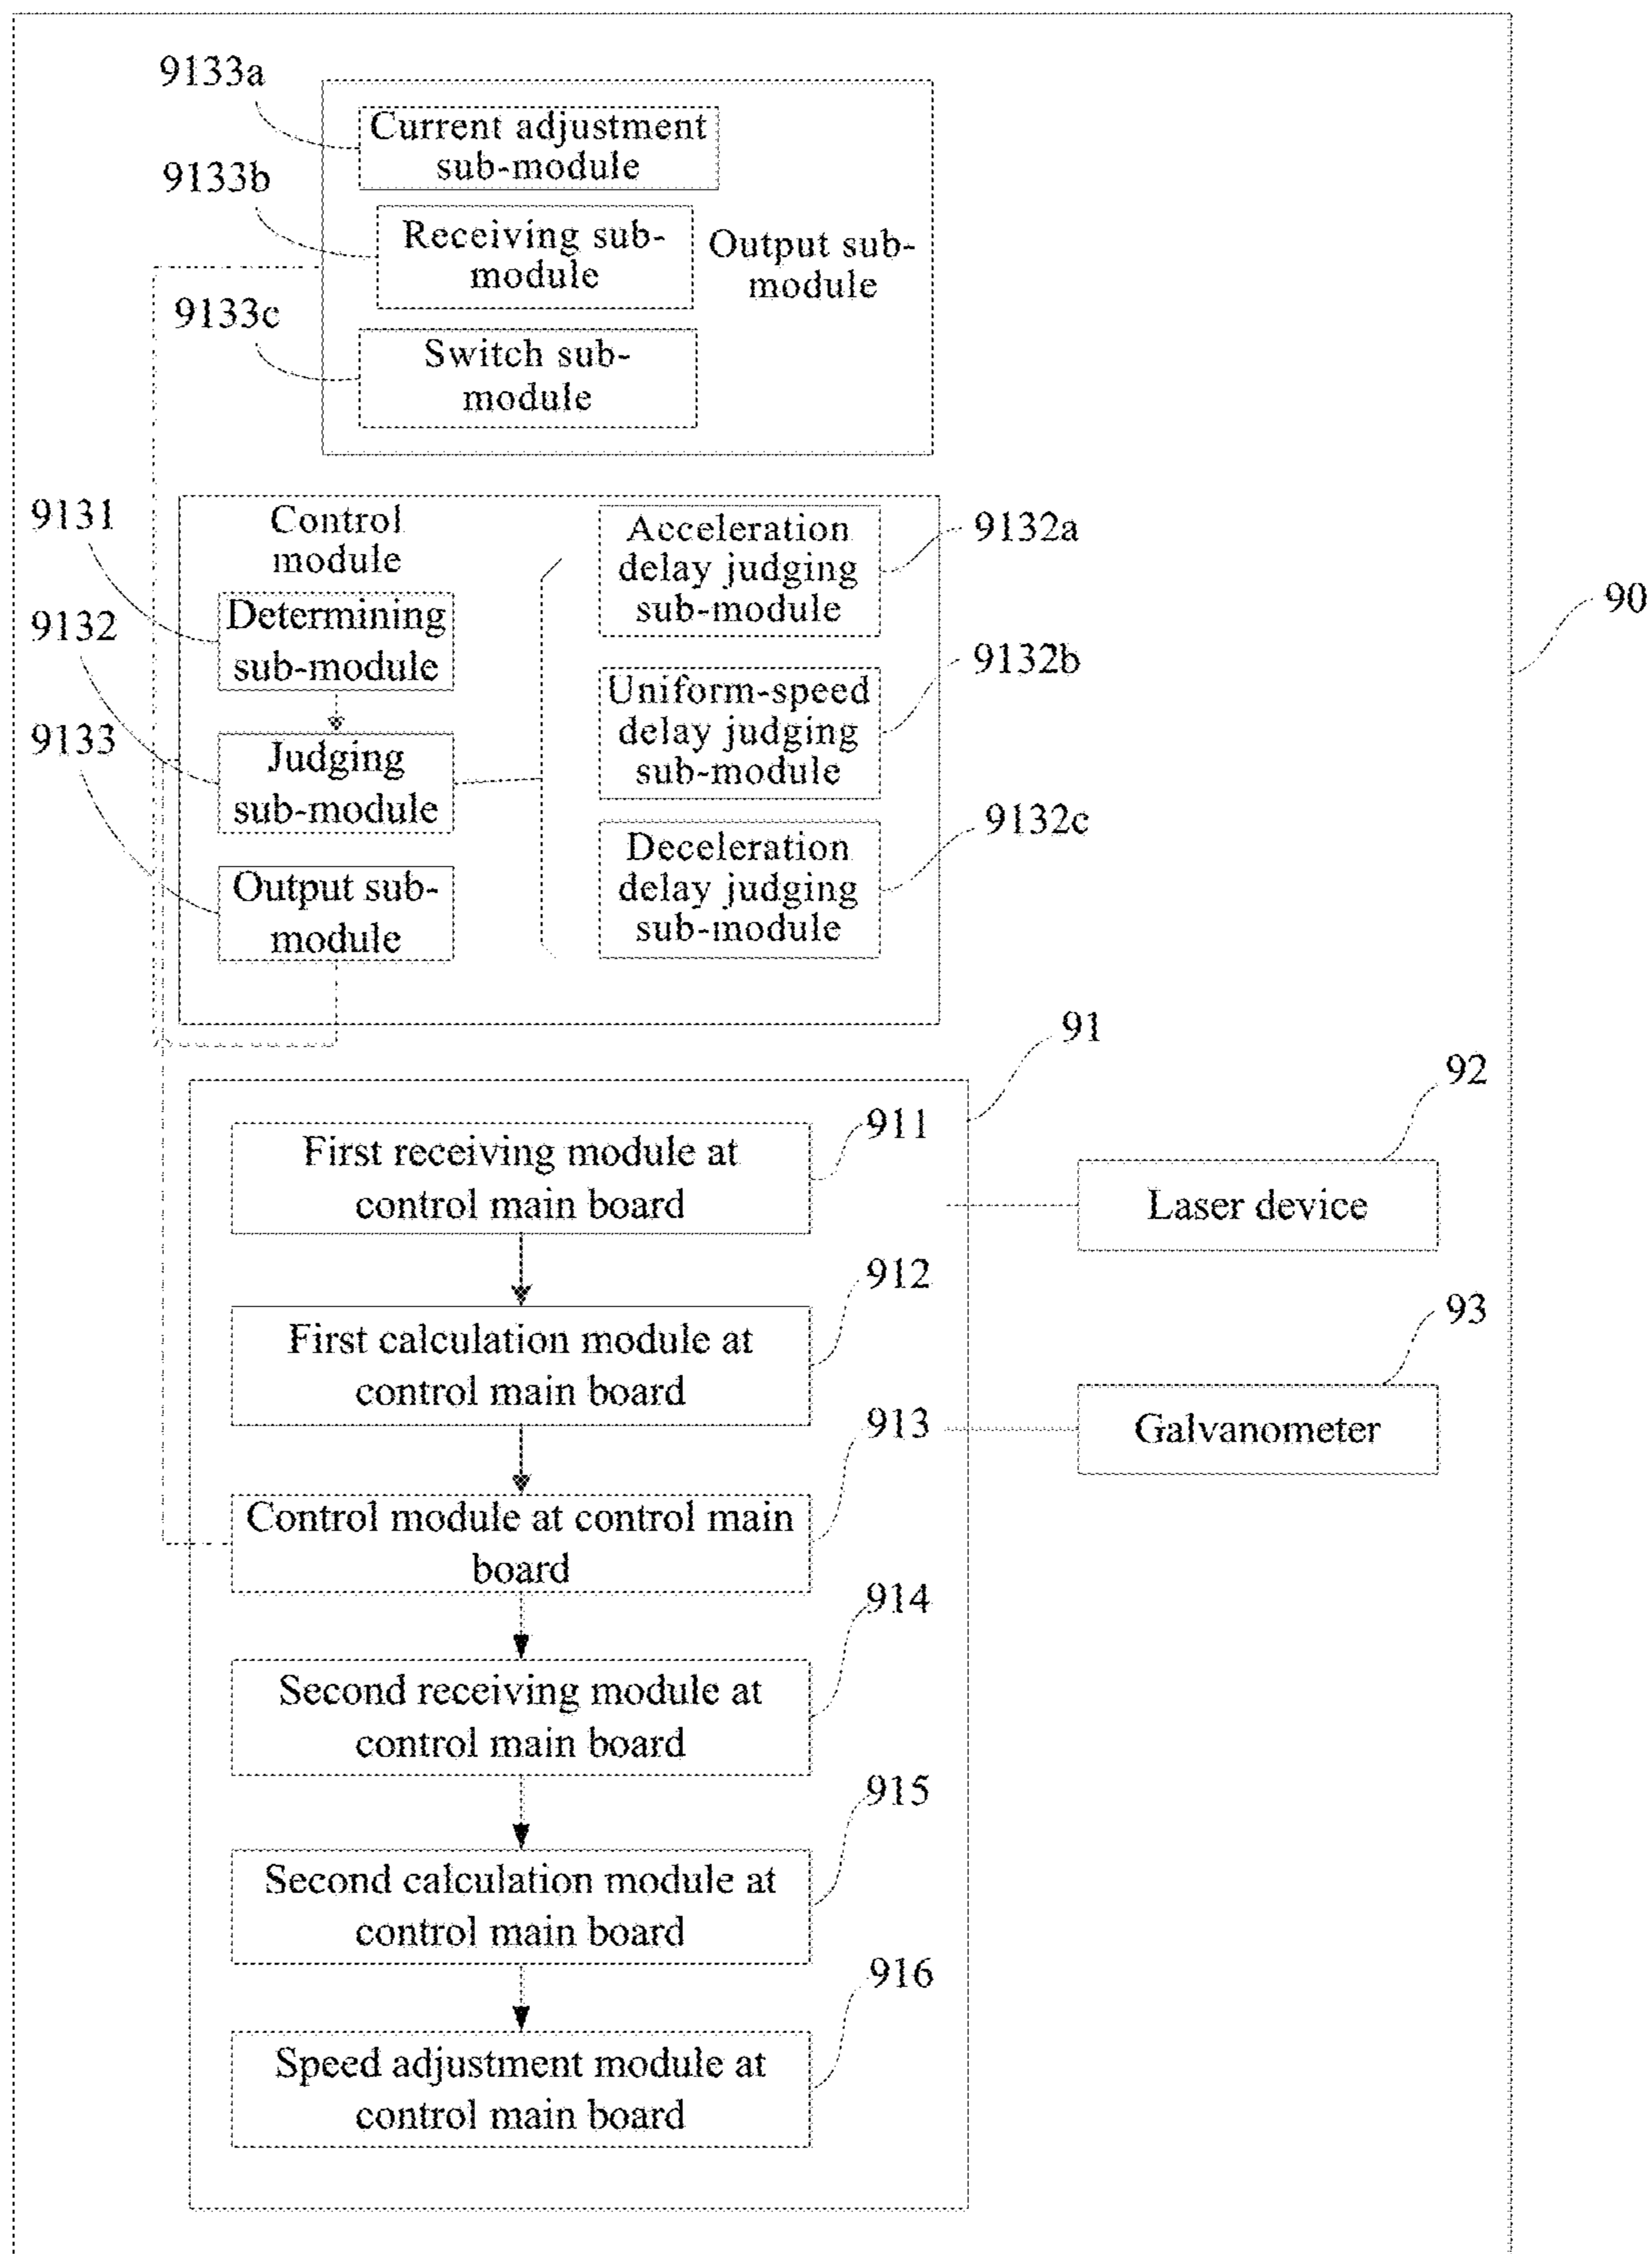 9133a
Current adjustment
sub-module
9133b
Receiving sub-
module
Output sub-
module
9133c
Switch sub-
module
9131
Control
module
Determining
sub-module
9132
Judging
sub-module
9133
Output sub-
module
Acceleration
delay judging
sub-module
9132a
Uniform-speed
delay judging
sub-module
9132b
Deceleration
delay judging
sub-module
9132c
90
91
First receiving module at
control main board
911
92
Laser device
First calculation module at
control main board
912
93
Galvanometer
Control module at control main
board
913
Second receiving module at
control main board
914
Second calculation module at
control main board
915
Speed adjustment module at
control main board
916